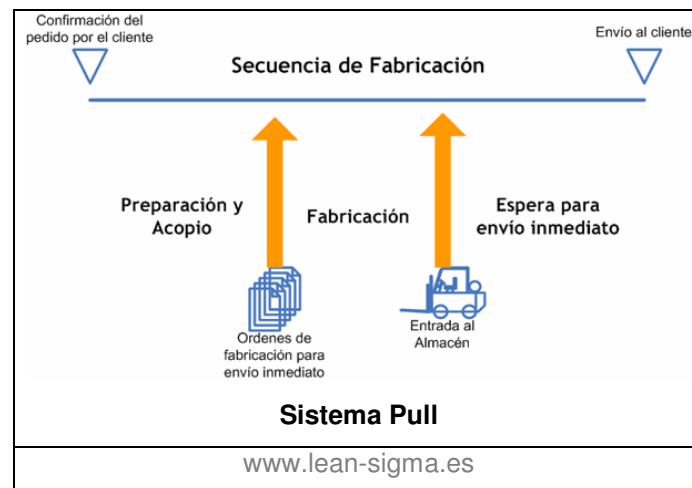 Confirmación del
pedido por el cliente
Envío al cliente
Secuencia de Fabricación
Preparación y
Acopio
Fabricación
Espera para
envío inmediato
Ordenes de
fabricación para
envío inmediato
Entrada al
Almacén
Sistema Pull
www.lean-sigma.es